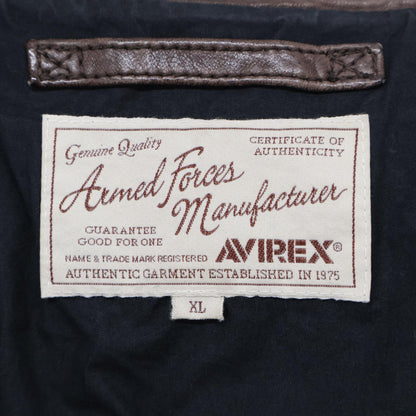 Genuine Quality
CERTIFICATE OF
AUTHENTICITY
Armed Forces
Manufacturer
GUARANTEE
GOOD FOR ONE
NAME & TRADE MARK REGISTERED
AVIREX®
AUTHENTIC GARMENT ESTABLISHED IN 1975
XL